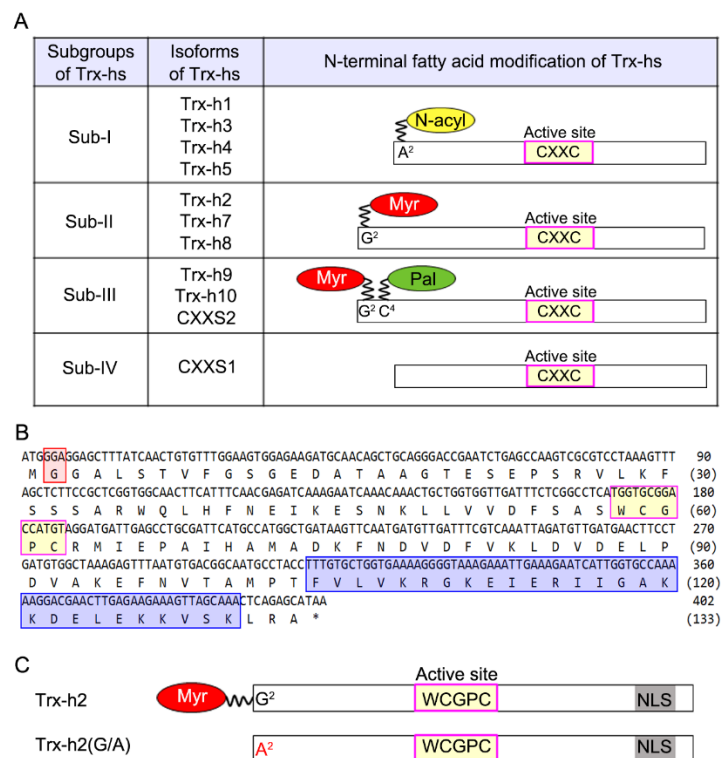 A
Subgroups of Trx-hs
Isoforms of Trx-hs
N-terminal fatty acid modification of Trx-hs
Sub-I
Trx-h1
Trx-h3
Trx-h4
Trx-h5
N-acyl
Active site
A² CXXC
Sub-II
Trx-h2
Trx-h7
Trx-h8
Myr
Active site
G² CXXC
Sub-III
Trx-h9
Trx-h10
CXXS2
Myr Pal
Active site
G² C⁴ CXXC
Sub-IV
CXXS1
Active site
CXXC
B
ATGGGAGGAGCTTTATCAACTGTGTTTGGAAGTGGAGAAGATGCAACAGCTGCAGGGACCGAATCTGAGCCAAGTCGCGTCCTAAAGTTT 90
M G G A L S T V F G S G E D A T A A G T E S E P S R V L K F (30)
AGCTCTTCCGCTCGGTGGCAACTTCATTTCAACGAGATCAAAGAATCAAACAAACTGCTGGTGGTTGATTTCTCGGCCTCATGGTGCGGA 180
S S S A R W Q L H F N E I K E S N K L L V V D F S A S W C G (60)
CCATGTAGGATGATTGAGCCTGCGATTCATGCCATGGCTGATAAGTTCAATGATGTTGATTTCGTCAAATTAGATGTTGATGAACTTCCT 270
P C R M I E P A I H A M A D K F N D V D F V K L D V D E L P (90)
GATGTGGCTAAAGAGTTTAATGTGACGGCAATGCCTACCTTTGTGCTGGTGAAAAGGGGTAAAGAAATTGAAAGAATCATTGGTGCCAAA 360
D V A K E F N V T A M P T F V L V K R G K E I E R I I G A K (120)
AAGGACGAACTTGAGAAGAAAGTTAGCAAACTCAGAGCATAA 402
K D E L E K K V S K L R A * (133)
C
Active site
Trx-h2 Myr G² WCGPC NLS
Trx-h2(G/A) A² WCGPC NLS